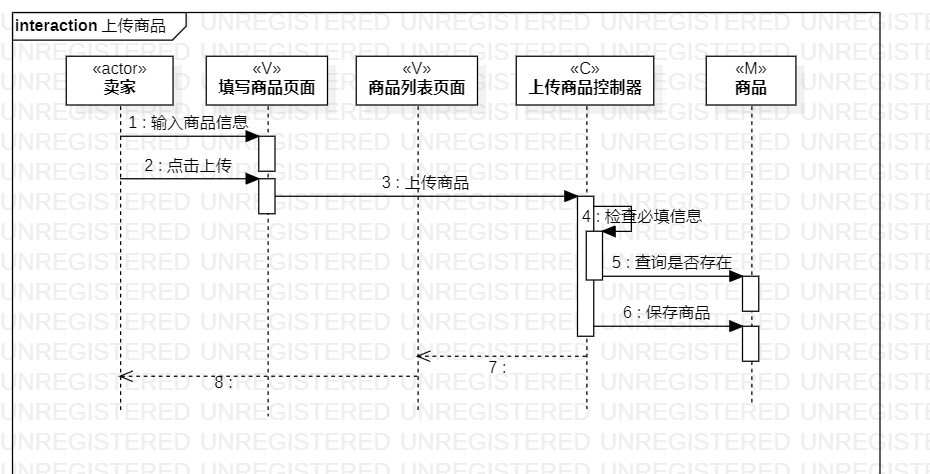 interaction 上传商品
«actor» «V» «V» «C» «M»
卖家 填写商品页面 商品列表页面 上传商品控制器 商品
1 : 输入商品信息
2 : 点击上传
3 : 上传商品
4 : 检查必填信息
5 : 查询是否存在
6 : 保存商品
7 :
8 :
UNREGISTERED UNREGISTERED UNREGISTERED UNREGISTERED UNREGISTERED